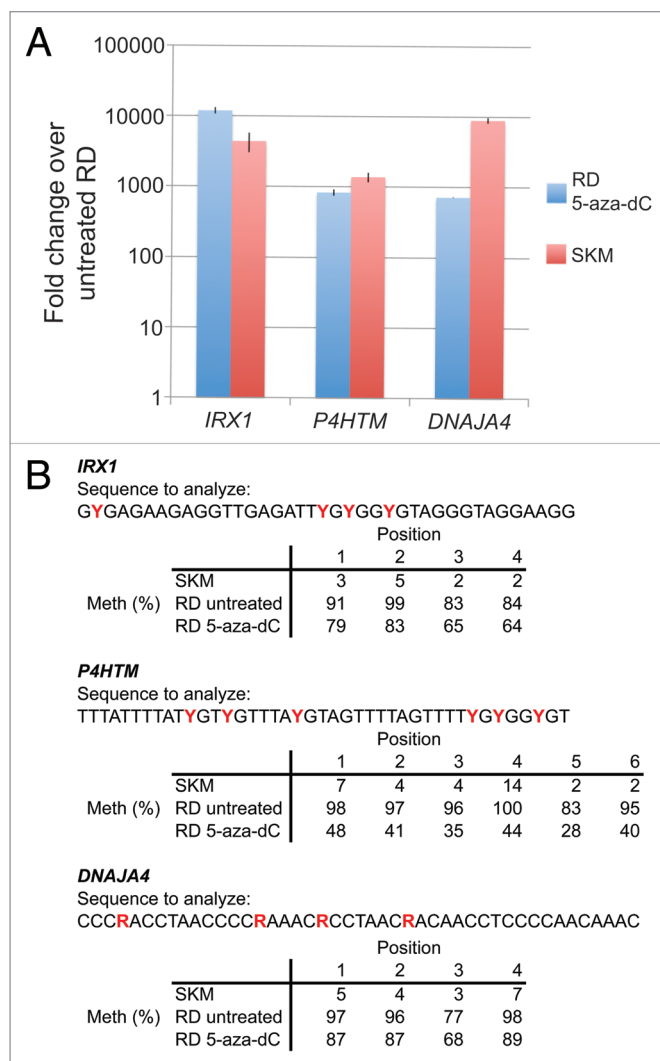 A
Fold change over
untreated RD
100000
10000
1000
100
10
1
IRX1 P4HTM DNAJA4
RD
5-aza-dC
SKM
B
IRX1
Sequence to analyze:
GYGAGAAGAGGTTGAGATTYGYGGYGTAGGGTAGGAAGG
Position
1 2 3 4
SKM 3 5 2 2
Meth (%) RD untreated 91 99 83 84
RD 5-aza-dC 79 83 65 64
P4HTM
Sequence to analyze:
TTTATTTTATYGTYGTTTAYGTAGTTTTAGTTTTYGYGGYGT
Position
1 2 3 4 5 6
SKM 7 4 4 14 2 2
Meth (%) RD untreated 98 97 96 100 83 95
RD 5-aza-dC 48 41 35 44 28 40
DNAJA4
Sequence to analyze:
CCCRACCTAACCCCRAAACRCCTAACRACAACCTCCCCAACAAAC
Position
1 2 3 4
SKM 5 4 3 7
Meth (%) RD untreated 97 96 77 98
RD 5-aza-dC 87 87 68 89